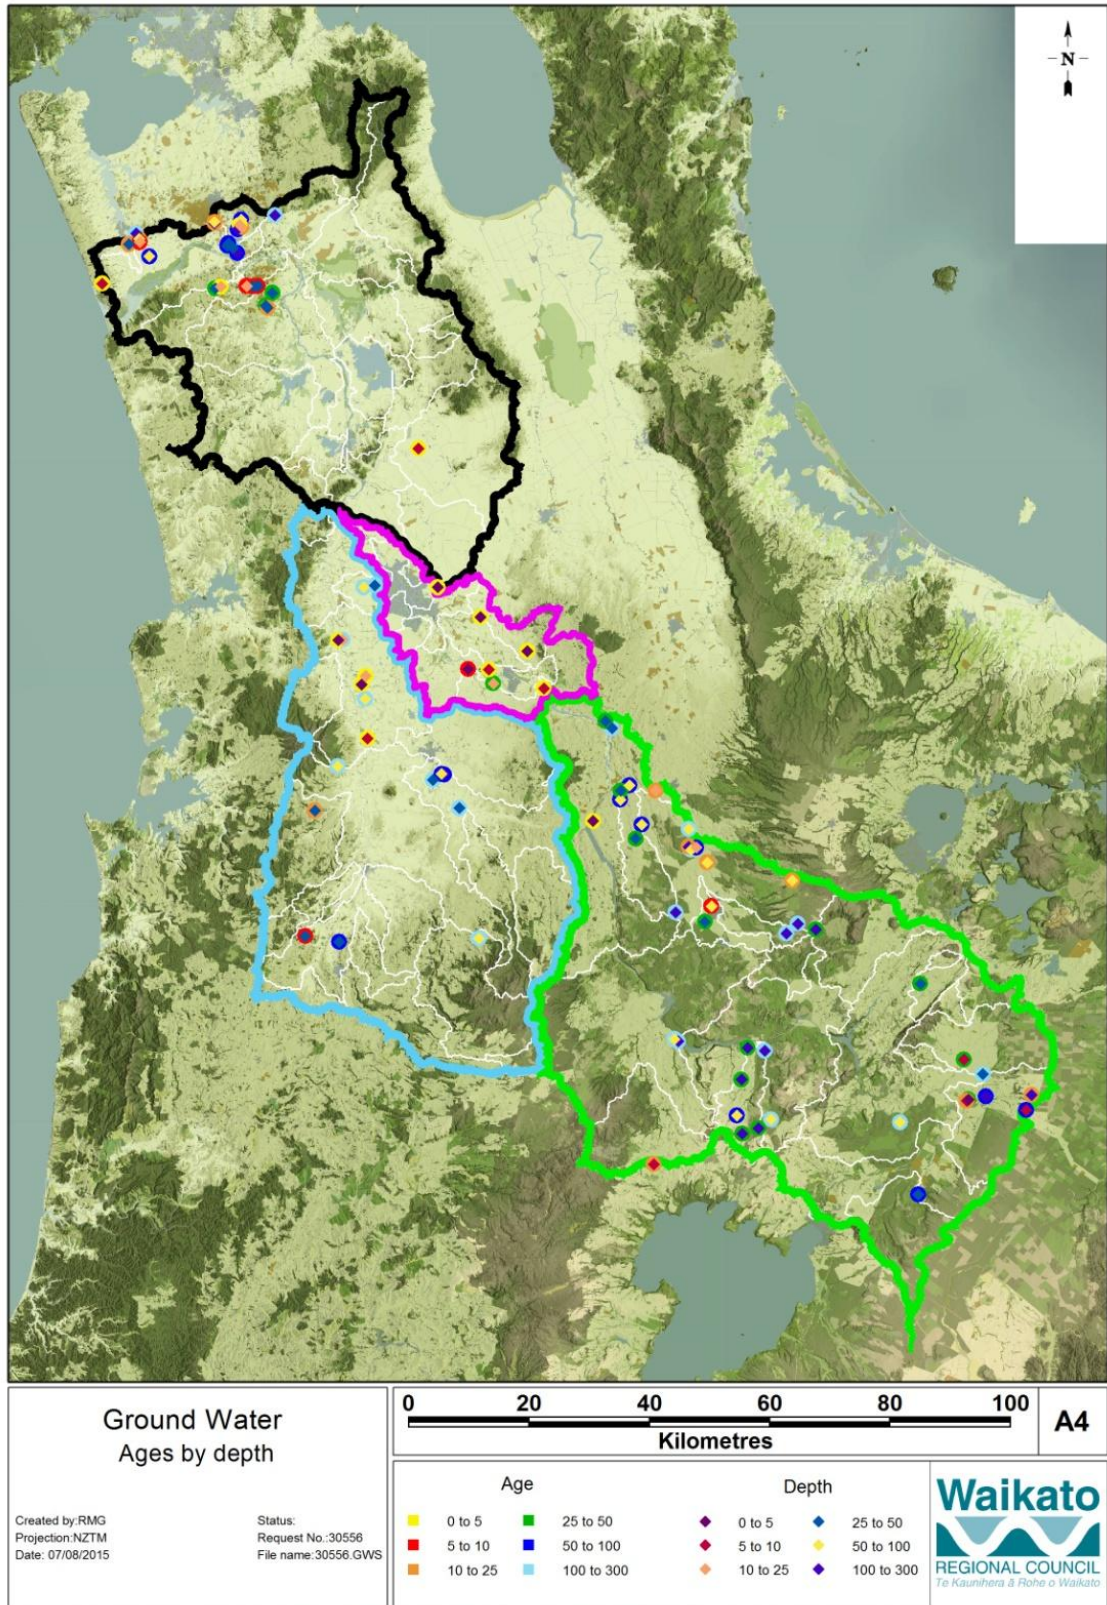 N
Ground Water
Ages by depth
Created by:RMG
Projection:NZTM
Date: 07/08/2015
Status:
Request No.:30556
File name:30556.GWS
0 20 40 60 80 100
Kilometres
A4
Age
0 to 5
5 to 10
10 to 25
25 to 50
50 to 100
100 to 300
Depth
0 to 5
5 to 10
10 to 25
25 to 50
50 to 100
100 to 300
Waikato
REGIONAL COUNCIL
Te Kaunihera ā Rohe o Waikato